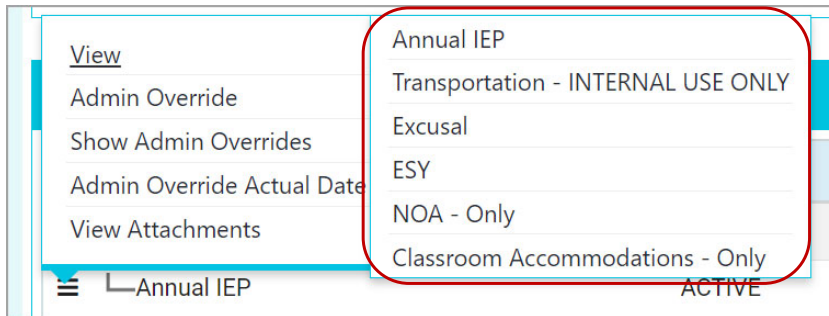 View
Admin Override
Show Admin Overrides
Admin Override Actual Date
View Attachments
Annual IEP
Transportation - INTERNAL USE ONLY
Excusal
ESY
NOA - Only
Classroom Accommodations - Only
Annual IEP ACTIVE